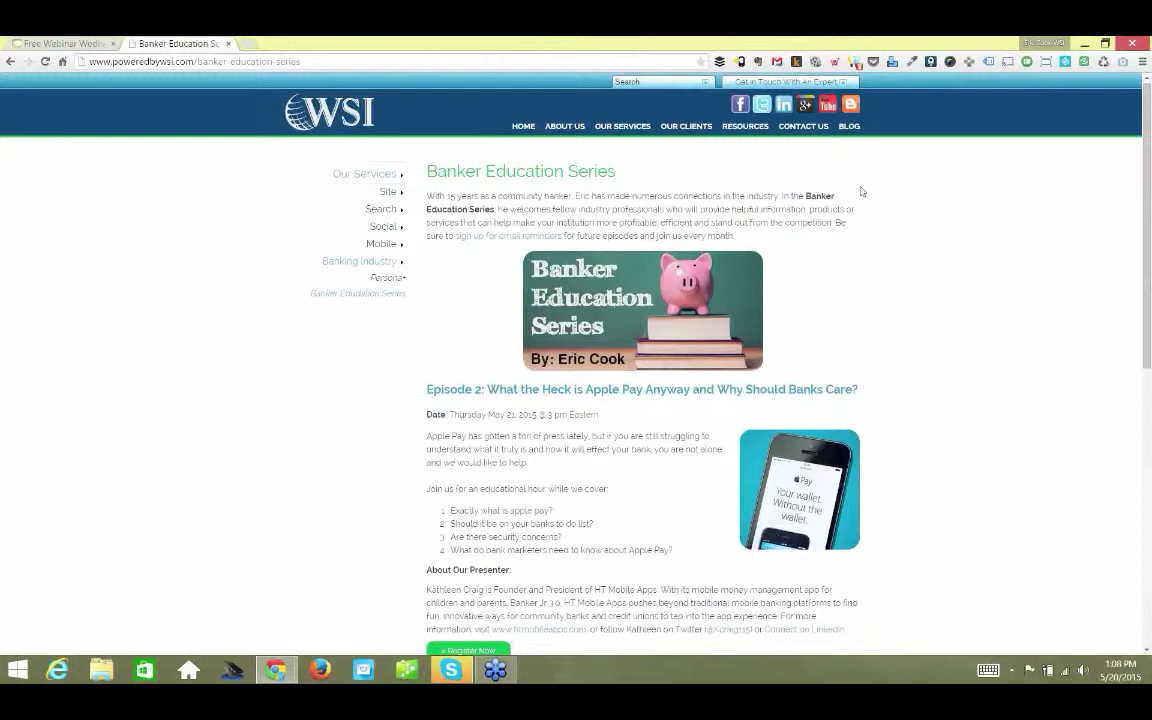 Free Webinar Wedn
Banker Education Se
Eric Cook WSI
www.poweredbywsi.com/banker-education-series
Search
Get in Touch With An Expert
WSI
HOME ABOUT US OUR SERVICES OUR CLIENTS RESOURCES CONTACT US BLOG
Our Services
Site
Search
Social
Mobile
Banking Industry
Persona+
Banker Edudation Series
Banker Education Series
With 15 years as a community banker, Eric has made numerous connections in the industry. In the Banker
Education Series, he welcomes fellow industry professionals who will provide helpful information, products or
services that can help make your institution more profitable, efficient and stand out from the competition. Be
sure to sign up for email reminders for future episodes and join us every month.
Banker
Education
Series
By: Eric Cook
Episode 2: What the Heck is Apple Pay Anyway and Why Should Banks Care?
Date: Thursday May 21, 2015 @ 3 pm Eastern
Apple Pay has gotten a ton of press lately, but if you are still struggling to
understand what it truly is and how it will effect your bank, you are not alone
and we would like to help.
Join us for an educational hour while we cover:
1. Exactly what is apple pay?
2. Should it be on your banks to do list?
3. Are there security concerns?
4. What do bank marketers need to know about Apple Pay?
Pay
Your wallet.
Without the
wallet.
About Our Presenter:
Kathleen Craig is Founder and President of HT Mobile Apps. With its mobile money management app for
children and parents, Banker Jr 3.0, HT Mobile Apps pushes beyond traditional mobile banking platforms to find
fun, innovative ways for community banks and credit unions to tap into the app experience. For more
information, visit www.htmobileapps.com, or follow Kathleen on Twitter (@Kcraig115) or Connect on LinkedIn
» Register Now
1:08 PM
5/20/2015